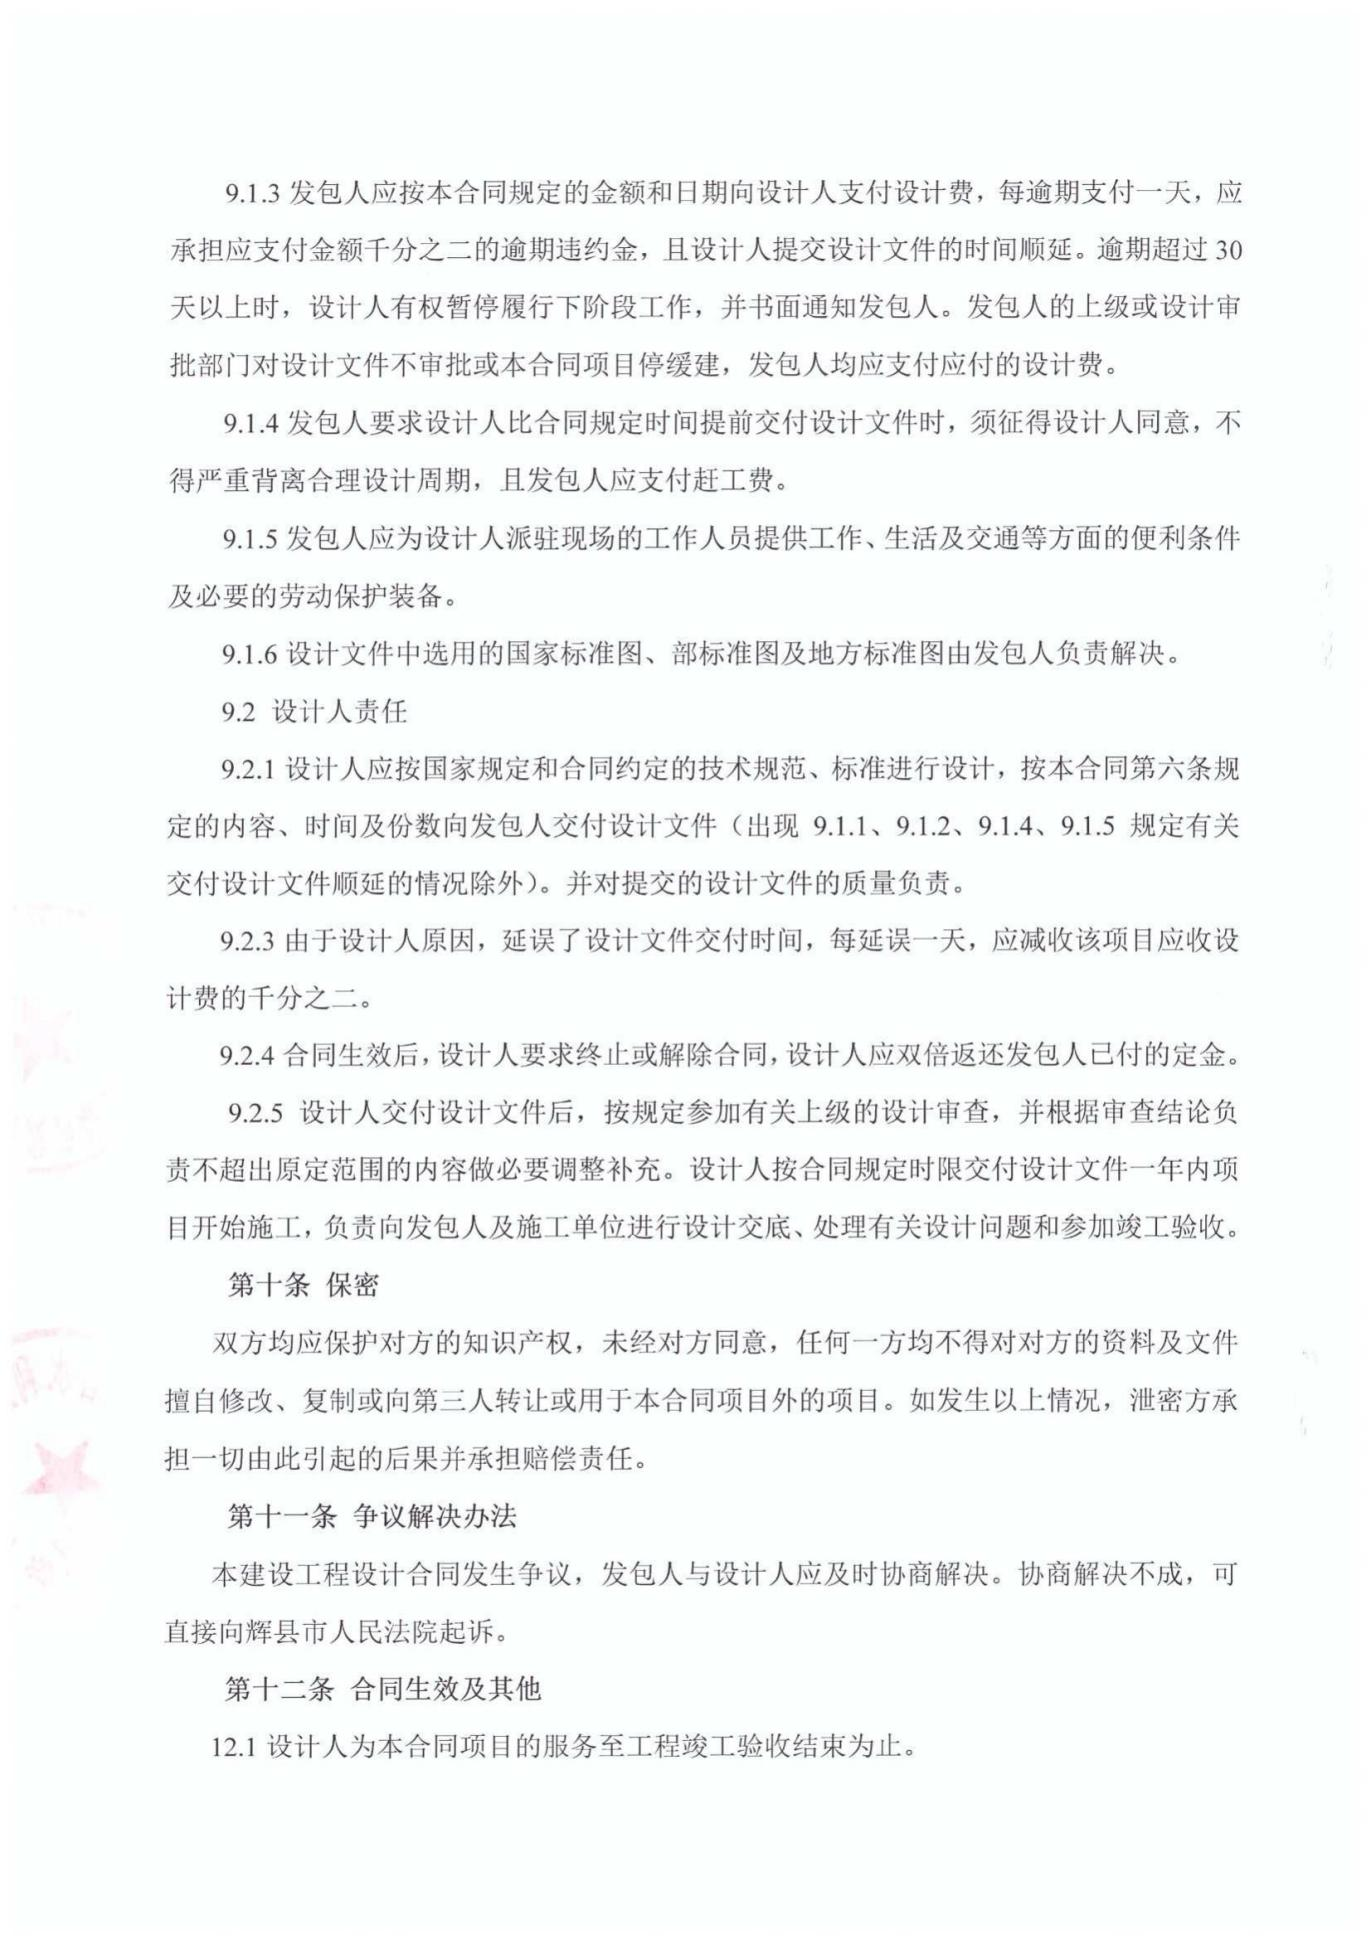 9.1.3 发包人应按本合同规定的金额和日期向设计人支付设计费，每逾期支付一天，应
承担应支付金额千分之二的逾期违约金，且设计人提交设计文件的时间顺延。逾期超过 30
天以上时，设计人有权暂停履行下阶段工作，并书面通知发包人。发包人的上级或设计审
批部门对设计文件不审批或本合同项目停缓建，发包人均应支付应付的设计费。
9.1.4 发包人要求设计人比合同规定时间提前交付设计文件时，须征得设计人同意，不
得严重背离合理设计周期，且发包人应支付赶工费。
9.1.5 发包人应为设计人派驻现场的工作人员提供工作、生活及交通等方面的便利条件
及必要的劳动保护装备。
9.1.6 设计文件中选用的国家标准图、部标准图及地方标准图由发包人负责解决。
9.2 设计人责任
9.2.1 设计人应按国家规定和合同约定的技术规范、标准进行设计，按本合同第六条规
定的内容、时间及份数向发包人交付设计文件（出现 9.1.1、9.1.2、9.1.4、9.1.5 规定有关
交付设计文件顺延的情况除外）。并对提交的设计文件的质量负责。
9.2.3 由于设计人原因，延误了设计文件交付时间，每延误一天，应减收该项目应收设
计费的千分之二。
9.2.4 合同生效后，设计人要求终止或解除合同，设计人应双倍返还发包人已付的定金。
9.2.5 设计人交付设计文件后，按规定参加有关上级的设计审查，并根据审查结论负
责不超出原定范围的内容做必要调整补充。设计人按合同规定时限交付设计文件一年内项
目开始施工，负责向发包人及施工单位进行设计交底、处理有关设计问题和参加竣工验收。
第十条 保密
双方均应保护对方的知识产权，未经对方同意，任何一方均不得对对方的资料及文件
擅自修改、复制或向第三人转让或用于本合同项目外的项目。如发生以上情况，泄密方承
担一切由此引起的后果并承担赔偿责任。
第十一条 争议解决办法
本建设工程设计合同发生争议，发包人与设计人应及时协商解决。协商解决不成，可
直接向辉县市人民法院起诉。
第十二条 合同生效及其他
12.1 设计人为本合同项目的服务至工程竣工验收结束为止。